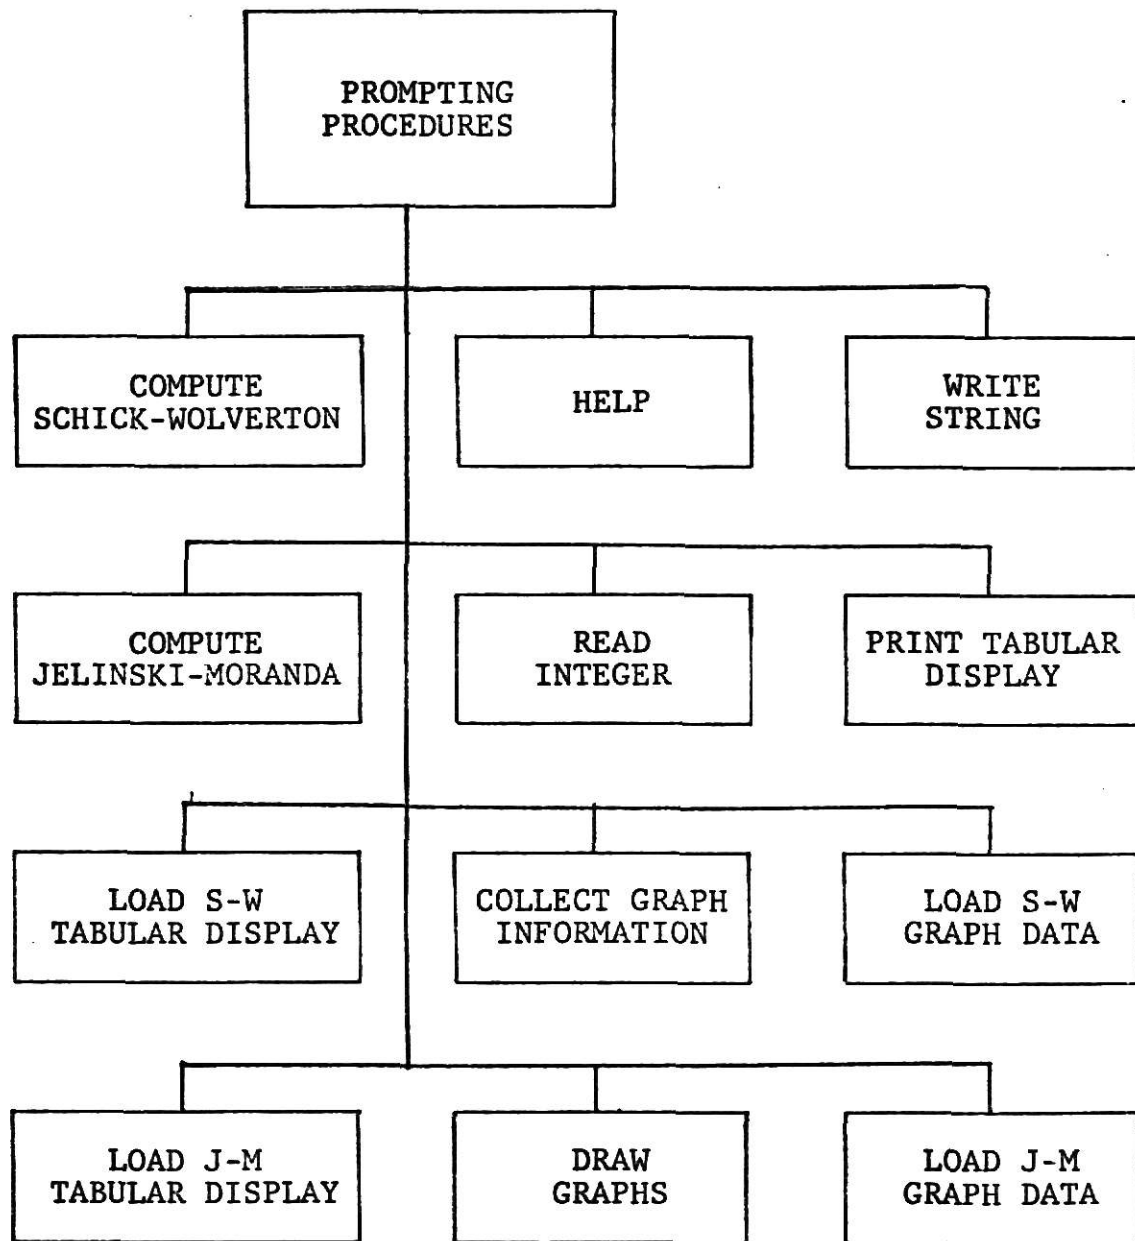 PROMPTING
PROCEDURES
COMPUTE
SCHICK-WOLVERTON
HELP
WRITE
STRING
COMPUTE
JELINSKI-MORANDA
READ
INTEGER
PRINT TABULAR
DISPLAY
LOAD S-W
TABULAR DISPLAY
COLLECT GRAPH
INFORMATION
LOAD S-W
GRAPH DATA
LOAD J-M
TABULAR DISPLAY
DRAW
GRAPHS
LOAD J-M
GRAPH DATA